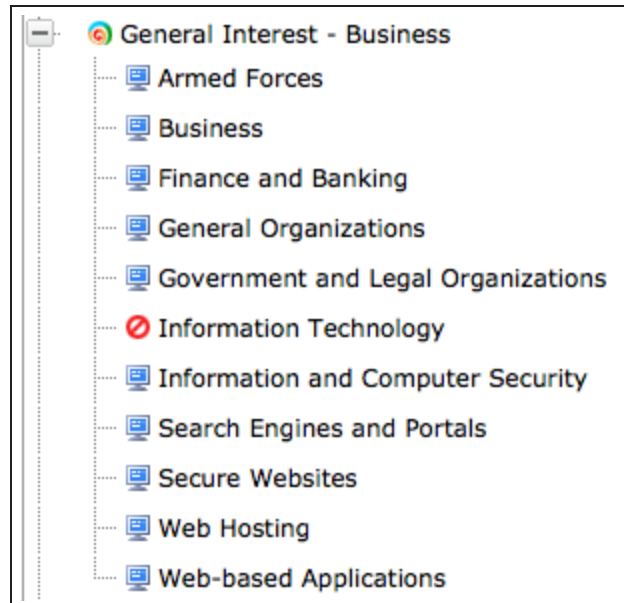 General Interest - Business
Armed Forces
Business
Finance and Banking
General Organizations
Government and Legal Organizations
Information Technology
Information and Computer Security
Search Engines and Portals
Secure Websites
Web Hosting
Web-based Applications